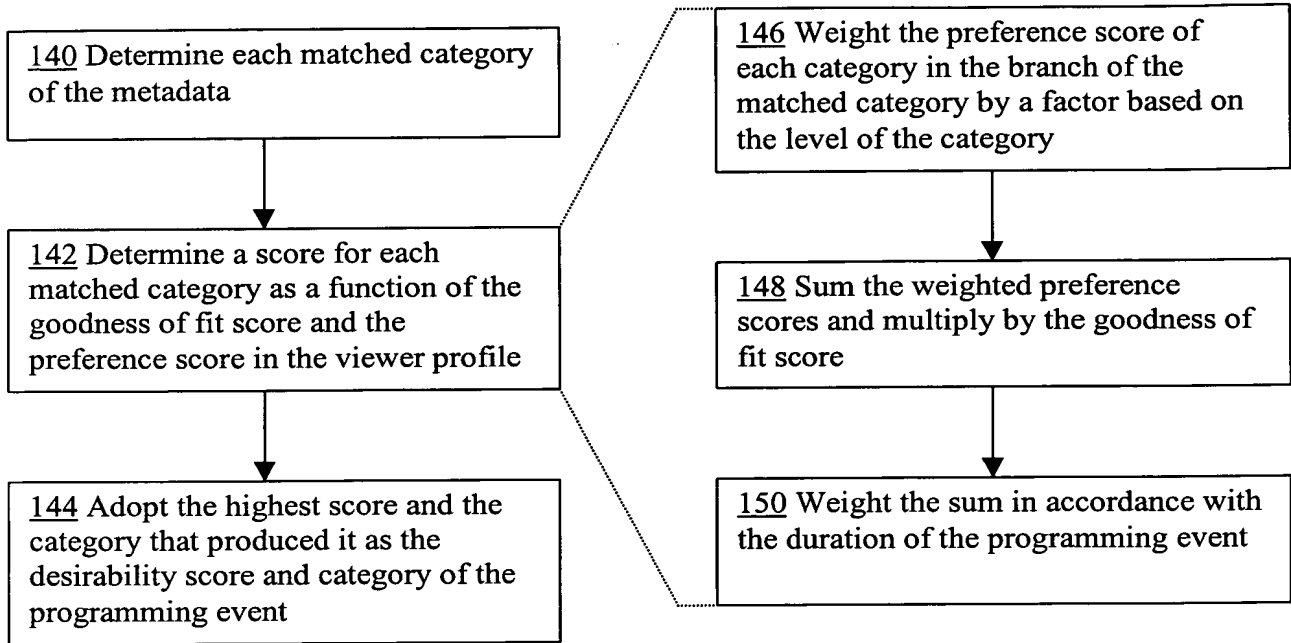 140 Determine each matched category
of the metadata
142 Determine a score for each
matched category as a function of the
goodness of fit score and the
preference score in the viewer profile
144 Adopt the highest score and the
category that produced it as the
desirability score and category of the
programming event
146 Weight the preference score of
each category in the branch of the
matched category by a factor based on
the level of the category
148 Sum the weighted preference
scores and multiply by the goodness of
fit score
150 Weight the sum in accordance with
the duration of the programming event